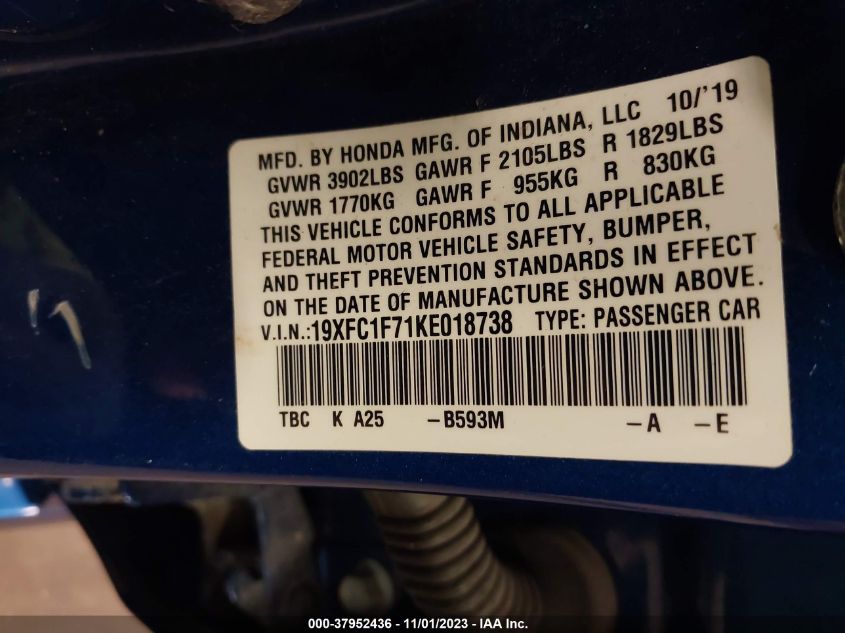 MFD. BY HONDA MFG. OF INDIANA, LLC 10/'19
GVWR 3902LBS GAWR F 2105LBS R 1829LBS
GVWR 1770KG GAWR F 955KG R 830KG
THIS VEHICLE CONFORMS TO ALL APPLICABLE
FEDERAL MOTOR VEHICLE SAFETY, BUMPER,
AND THEFT PREVENTION STANDARDS IN EFFECT
ON THE DATE OF MANUFACTURE SHOWN ABOVE.
V.I.N.:19XFC1F71KE018738 TYPE: PASSENGER CAR
TBC K A25 -B593M -A -E
000-37952436 - 11/01/2023 - IAA Inc.